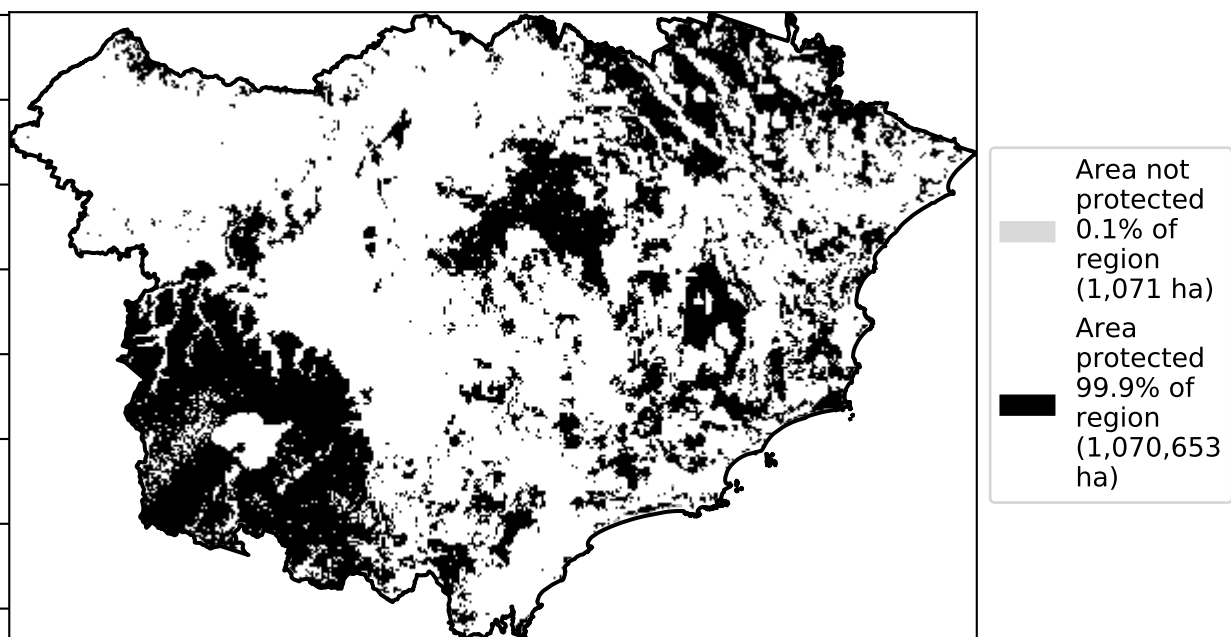 Area not
protected
0.1% of
region
(1,071 ha)
Area
protected
99.9% of
region
(1,070,653
ha)